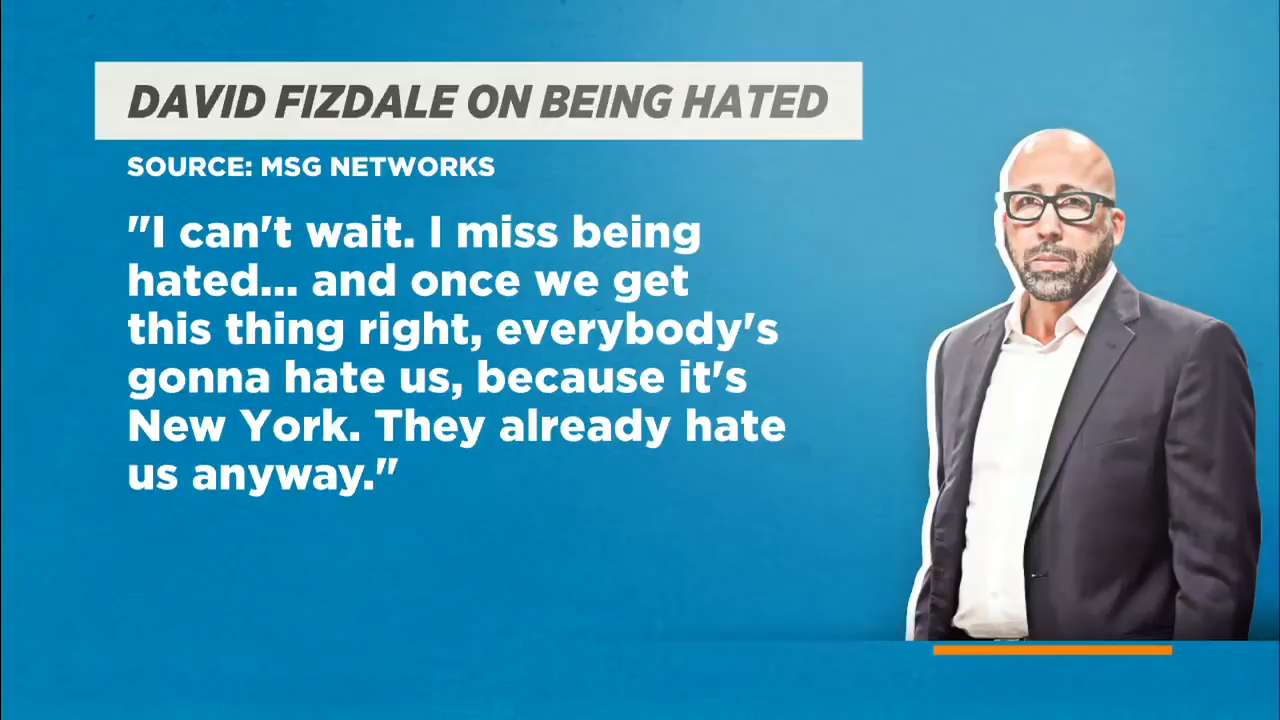 DAVID FIZDALE ON BEING HATED
SOURCE: MSG NETWORKS
"I can't wait. I miss being
hated... and once we get
this thing right, everybody's
gonna hate us, because it's
New York. They already hate
us anyway."